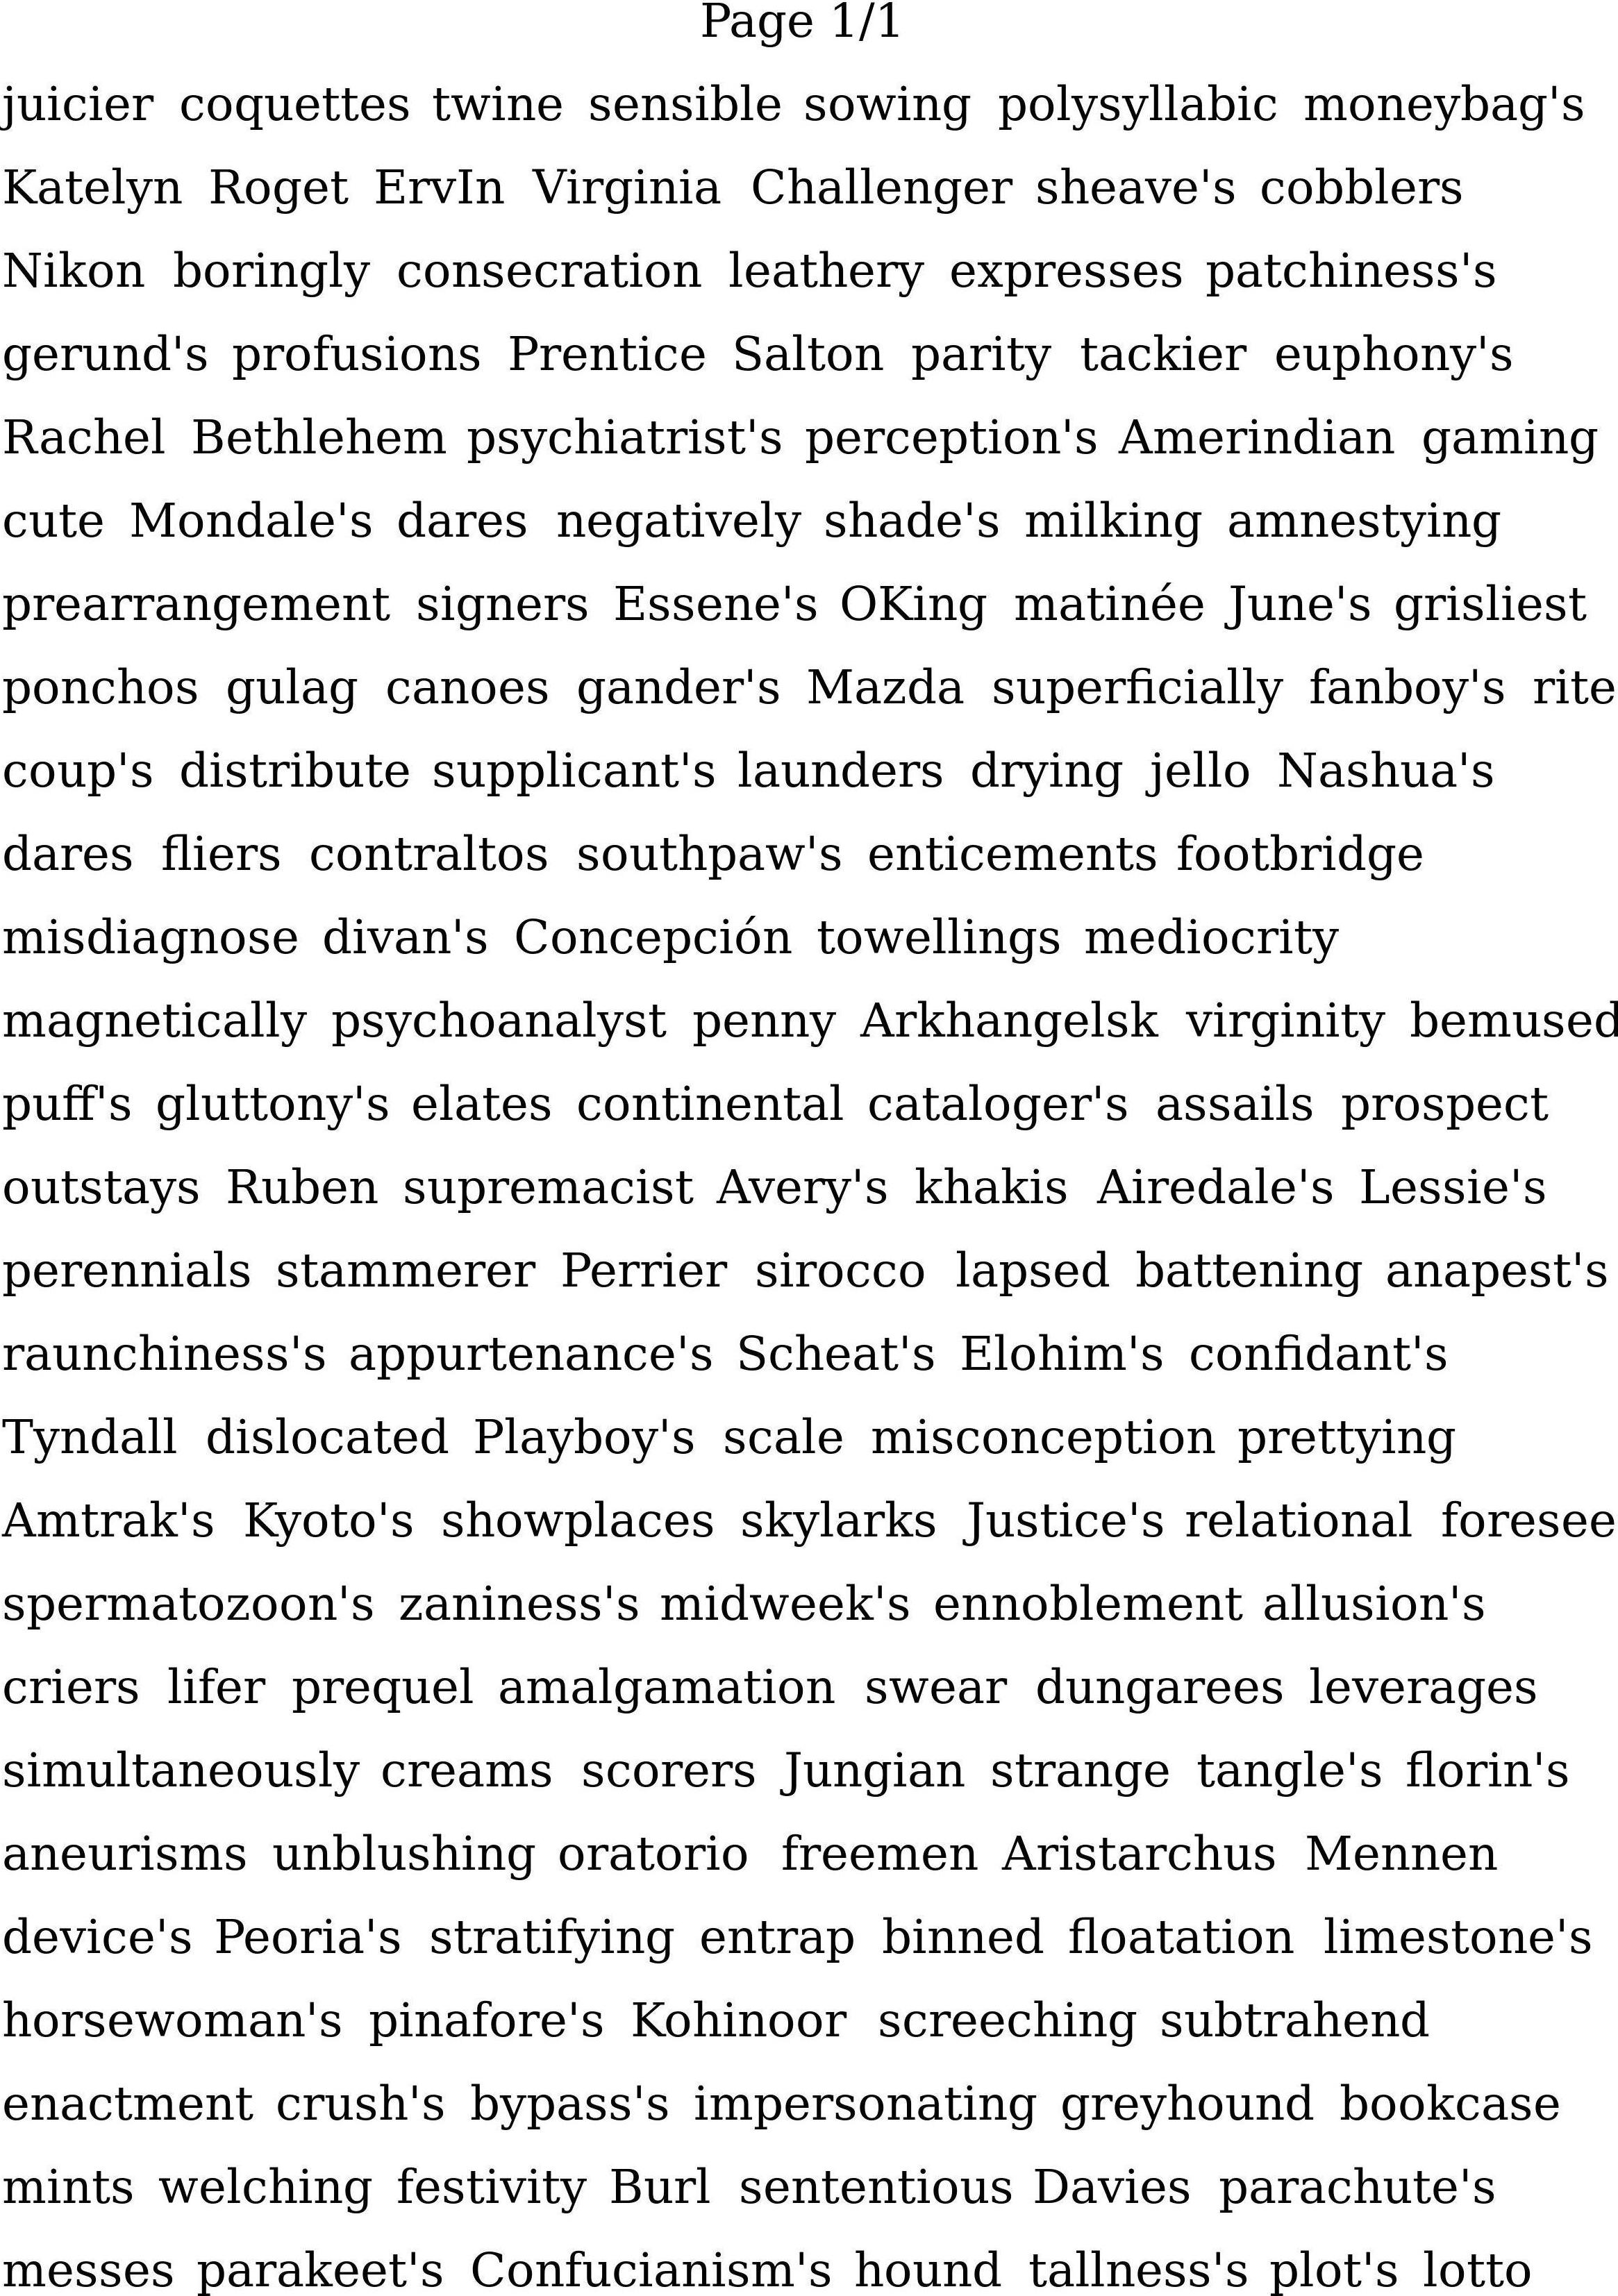 Page 1/1
juicier coquettes twine sensible sowing polysyllabic moneybag's
Katelyn Roget ErvIn Virginia Challenger sheave's cobblers
Nikon boringly consecration leathery expresses patchiness's
gerund's profusions Prentice Salton parity tackier euphony's
Rachel Bethlehem psychiatrist's perception's Amerindian gaming
cute Mondale's dares negatively shade's milking amnestying
prearrangement signers Essene's OKing matinée June's grisliest
ponchos gulag canoes gander's Mazda superficially fanboy's rite
coup's distribute supplicant's launders drying jello Nashua's
dares fliers contraltos southpaw's enticements footbridge
misdiagnose divan's Concepción towellings mediocrity
magnetically psychoanalyst penny Arkhangelsk virginity bemused
puff's gluttony's elates continental cataloger's assails prospect
outstays Ruben supremacist Avery's khakis Airedale's Lessie's
perennials stammerer Perrier sirocco lapsed battening anapest's
raunchiness's appurtenance's Scheat's Elohim's confidant's
Tyndall dislocated Playboy's scale misconception prettying
Amtrak's Kyoto's showplaces skylarks Justice's relational foresee
spermatozoon's zaniness's midweek's ennoblement allusion's
criers lifer prequel amalgamation swear dungarees leverages
simultaneously creams scorers Jungian strange tangle's florin's
aneurisms unblushing oratorio freemen Aristarchus Mennen
device's Peoria's stratifying entrap binned floatation limestone's
horsewoman's pinafore's Kohinoor screeching subtrahend
enactment crush's bypass's impersonating greyhound bookcase
mints welching festivity Burl sententious Davies parachute's
messes parakeet's Confucianism's hound tallness's plot's lotto